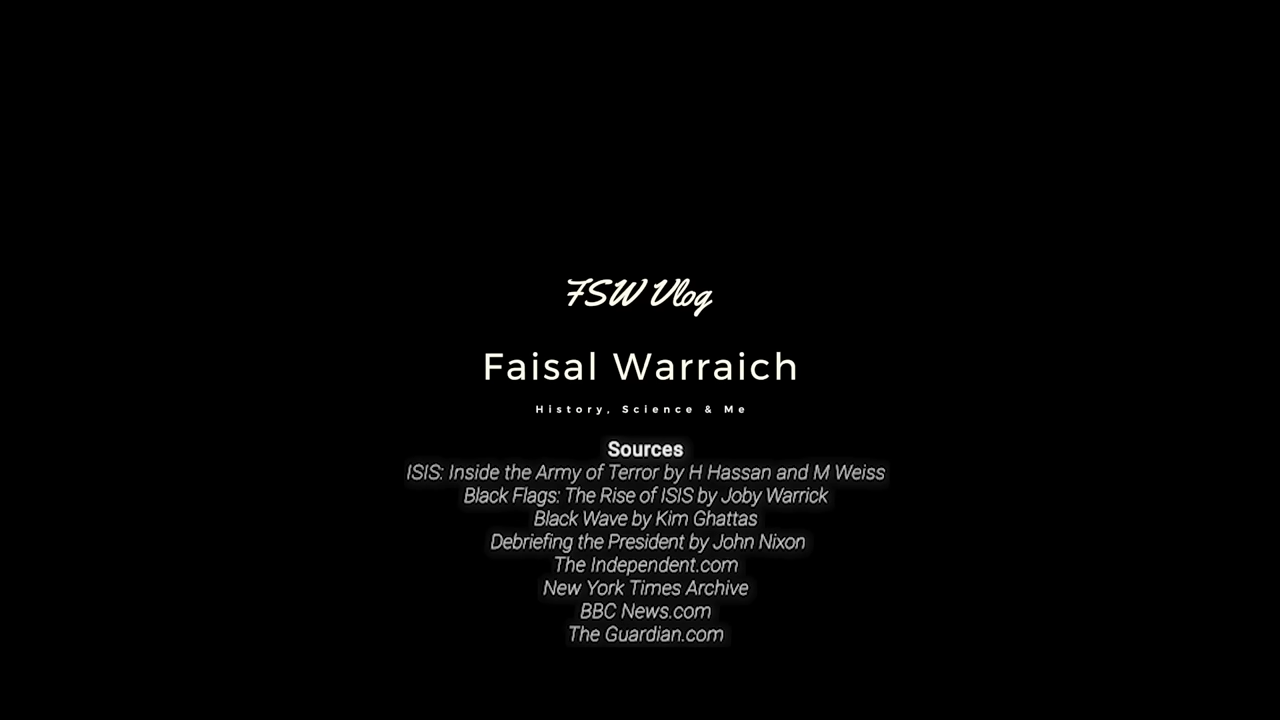 FSW Vlog
Faisal Warraich
History, Science & Me
Sources
ISIS: Inside the Army of Terror by H Hassan and M Weiss
Black Flags: The Rise of ISIS by Joby Warrick
Black Wave by Kim Ghattas
Debriefing the President by John Nixon
The Independent.com
New York Times Archive
BBC News.com
The Guardian.com